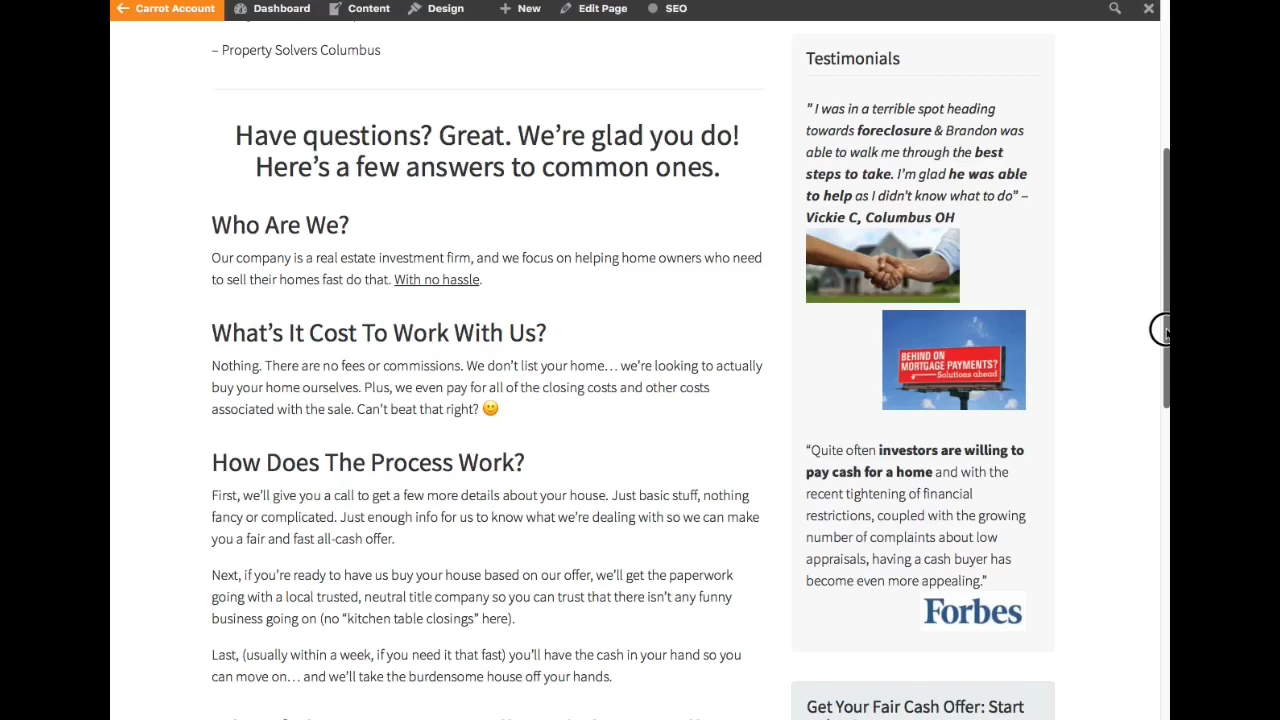 Carrot Account Dashboard Content Design New Edit Page SEO
– Property Solvers Columbus
Have questions? Great. We’re glad you do!
Here’s a few answers to common ones.
Who Are We?
Our company is a real estate investment firm, and we focus on helping home owners who need
to sell their homes fast do that. With no hassle.
What’s It Cost To Work With Us?
Nothing. There are no fees or commissions. We don’t list your home… we’re looking to actually
buy your home ourselves. Plus, we even pay for all of the closing costs and other costs
associated with the sale. Can’t beat that right? 🙂
How Does The Process Work?
First, we’ll give you a call to get a few more details about your house. Just basic stuff, nothing
fancy or complicated. Just enough info for us to know what we’re dealing with so we can make
you a fair and fast all-cash offer.
Next, if you’re ready to have us buy your house based on our offer, we’ll get the paperwork
going with a local trusted, neutral title company so you can trust that there isn’t any funny
business going on (no “kitchen table closings” here).
Last, (usually within a week, if you need it that fast) you’ll have the cash in your hand so you
can move on… and we’ll take the burdensome house off your hands.
Testimonials
” I was in a terrible spot heading
towards foreclosure & Brandon was
able to walk me through the best
steps to take. I’m glad he was able
to help as I didn’t know what to do” –
Vickie C, Columbus OH
BEHIND ON
MORTGAGE PAYMENTS?
Solutions ahead
“Quite often investors are willing to
pay cash for a home and with the
recent tightening of financial
restrictions, coupled with the growing
number of complaints about low
appraisals, having a cash buyer has
become even more appealing.”
Forbes
Get Your Fair Cash Offer: Start